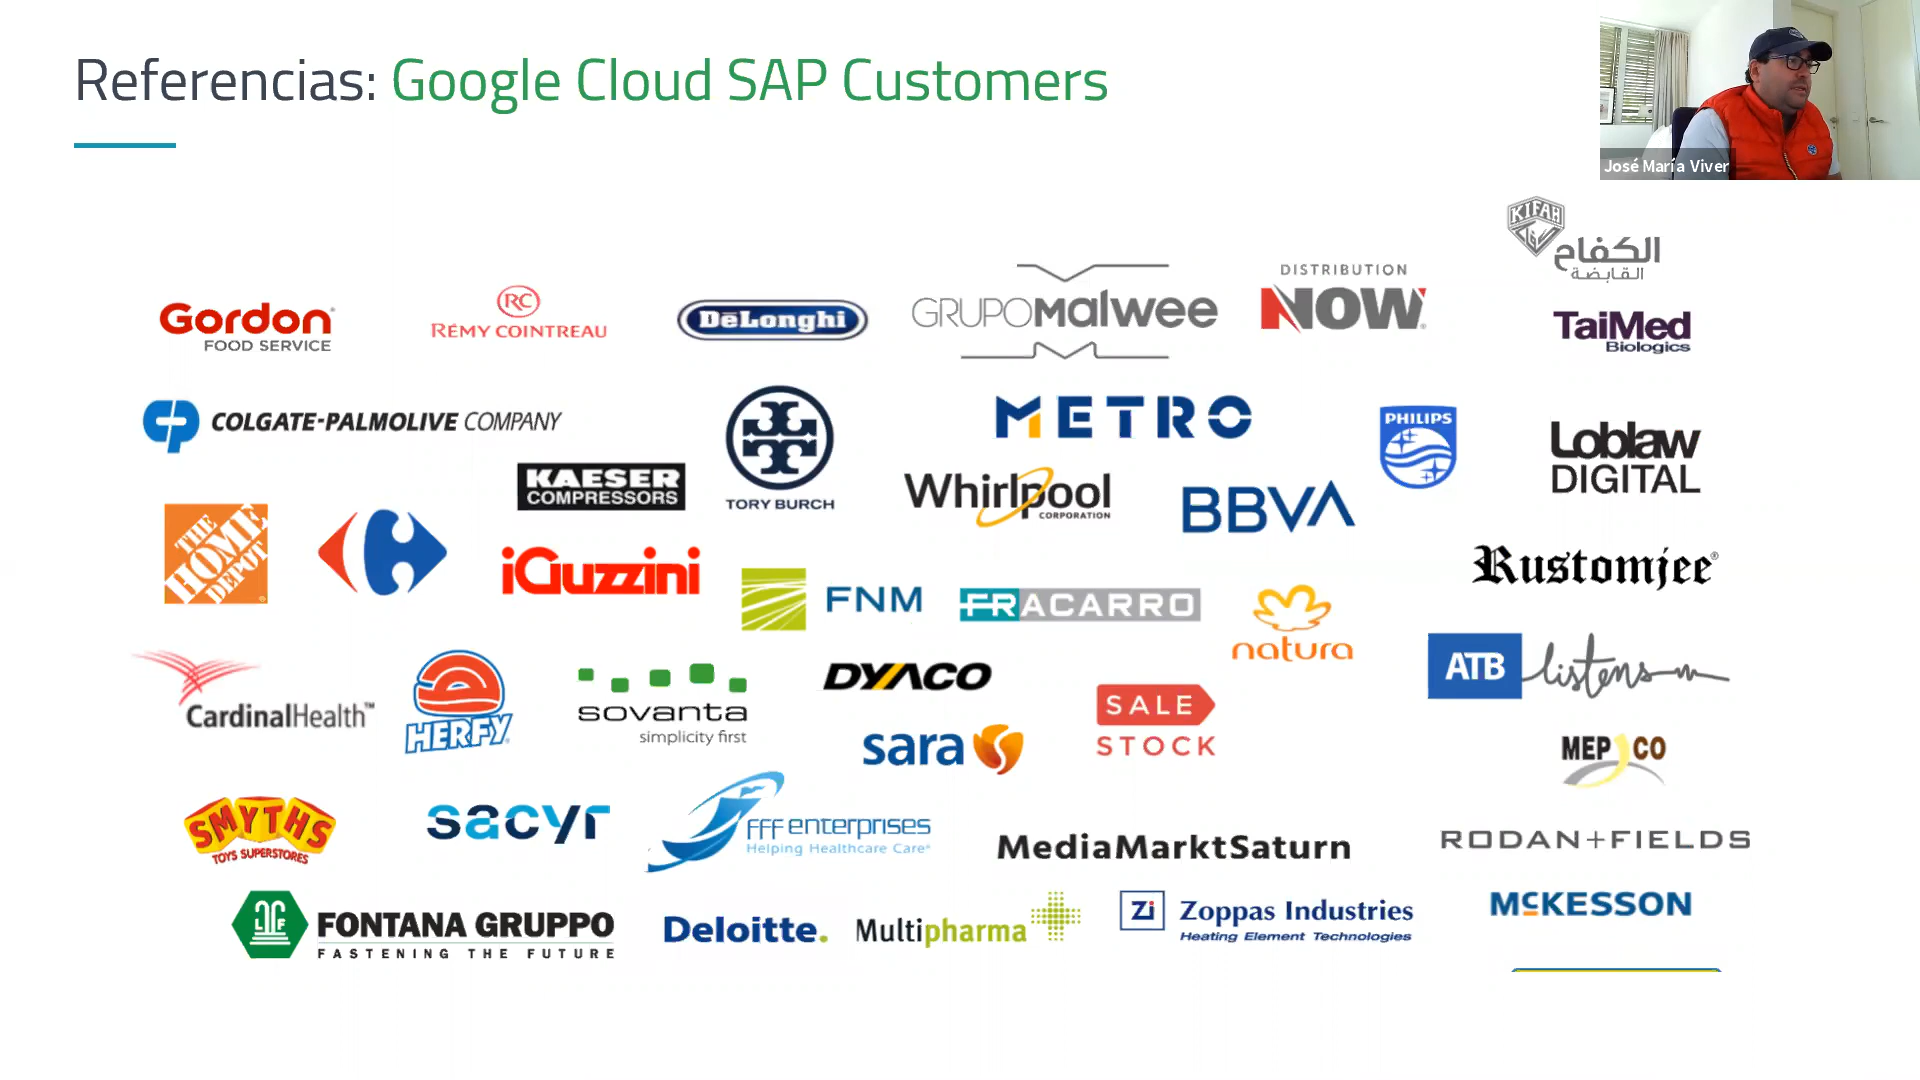 Referencias: Google Cloud SAP Customers
José María Viver
KIFAH
الكفاح
القابضة
Gordon
FOOD SERVICE
RC
RÉMY COINTREAU
DeLonghi
GRUPOMalwee
DISTRIBUTION
NOW
TaiMed
Biologics
CP
COLGATE-PALMOLIVE COMPANY
TORY BURCH
METRO
PHILIPS
Loblaw
DIGITAL
KAESER
COMPRESSORS
Whirlpool
CORPORATION
BBVA
THE
HOME
DEPOT
iGuzzini
Rustomjee®
FNM
FRACARRO
natura
ATB listens
CardinalHealth™
HERFY
sovanta
simplicity first
DYACO
SALE
STOCK
sara
MEPCO
SMYTHS
TOYS SUPERSTORES
sacyr
fff enterprises
Helping Healthcare Care®
MediaMarktSaturn
RODAN+FIELDS
FONTANA GRUPPO
FASTENING THE FUTURE
Deloitte.
Multipharma
Zi Zoppas Industries
Heating Element Technologies
MCKESSON